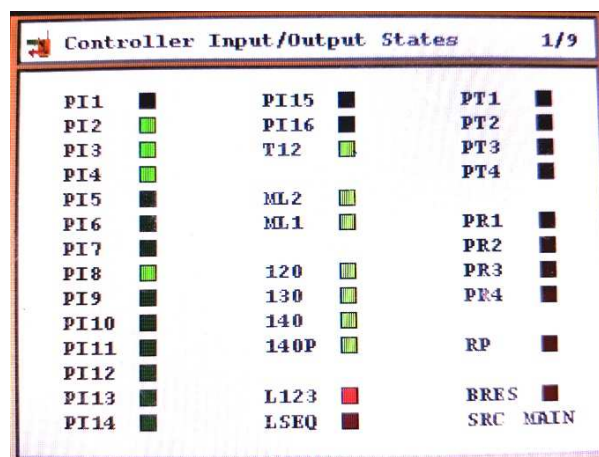 Controller Input/Output States 1/9
PI1 PI15 PT1
PI2 PI16 PT2
PI3 T12 PT3
PI4 PT4
PI5 ML2
PI6 ML1 PR1
PI7 PR2
PI8 120 PR3
PI9 130 PR4
PI10 140
PI11 140P RP
PI12
PI13 L123 BRES
PI14 LSEQ SRC MAIN